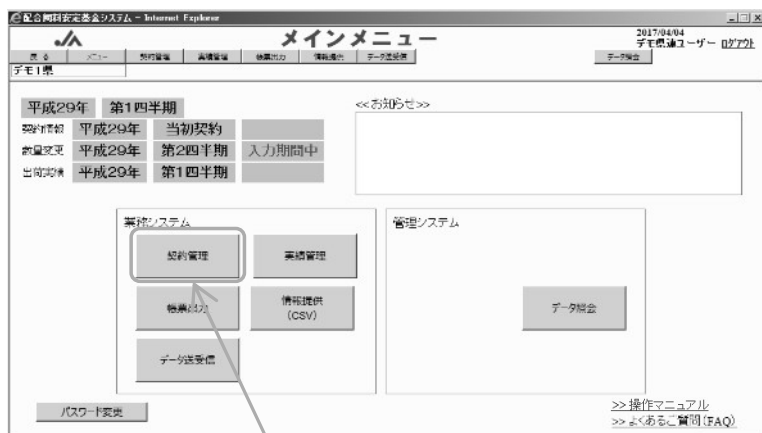 配合飼料安定基金システム - Internet Explorer
メインメニュー
2017/04/04
デモ県連ユーザー ログアウト
戻る メニュー 契約管理 実績管理 帳票出力 情報提供 データ送受信 データ照会
デモ1県
平成29年 第1四半期
契約情報 平成29年 当初契約
数量変更 平成29年 第2四半期 入力期間中
出荷実績 平成29年 第1四半期
<<お知らせ>>
業務システム
契約管理 実績管理
帳票出力 情報提供
(CSV)
データ送受信
管理システム
データ照会
パスワード変更
>> 操作マニュアル
>> よくあるご質問(FAQ)